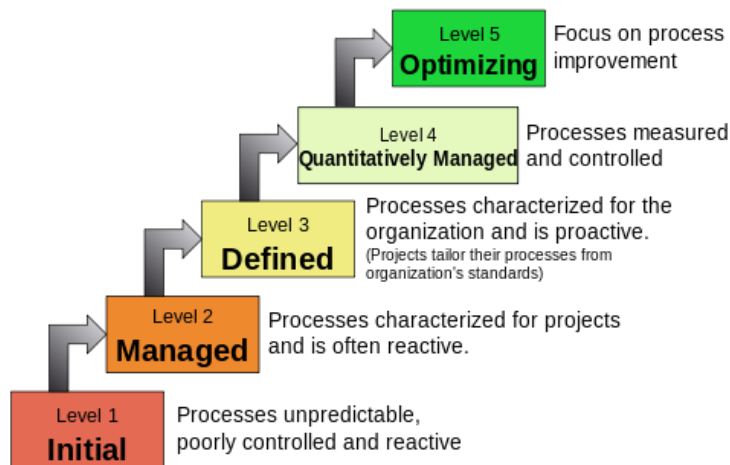 Level 5
Optimizing
Focus on process
improvement
Level 4
Quantitatively Managed
Processes measured
and controlled
Level 3
Defined
Processes characterized for the
organization and is proactive.
(Projects tailor their processes from
organization's standards)
Level 2
Managed
Processes characterized for projects
and is often reactive.
Level 1
Initial
Processes unpredictable,
poorly controlled and reactive